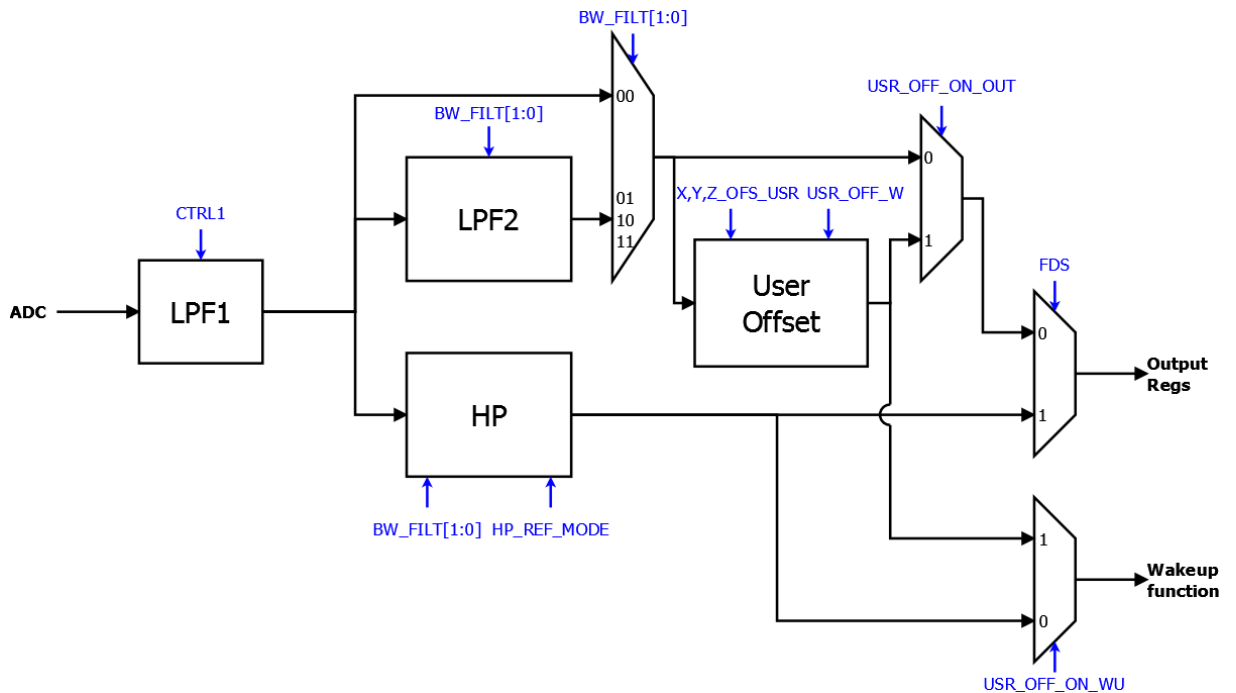 BW_FILT[1:0]
00
USR_OFF_ON_OUT
BW_FILT[1:0]
0
LPF2
01
10
11
X,Y,Z_OFS_USR USR_OFF_W
CTRL1
1
User
Offset
FDS
ADC
LPF1
0
Output
Regs
HP
1
BW_FILT[1:0] HP_REF_MODE
1
Wakeup
function
0
USR_OFF_ON_WU